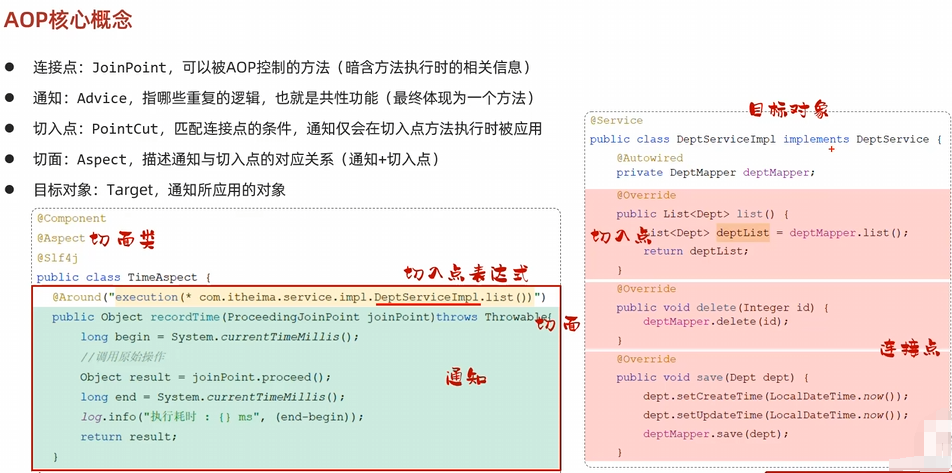 AOP核心概念
● 连接点：JoinPoint，可以被AOP控制的方法（暗含方法执行时的相关信息）
● 通知：Advice，指哪些重复的逻辑，也就是共性功能（最终体现为一个方法）
● 切入点：PointCut，匹配连接点的条件，通知仅会在切入点方法执行时被应用
● 切面：Aspect，描述通知与切入点的对应关系（通知+切入点）
● 目标对象：Target，通知所应用的对象
@Component
@Aspect 切面类
@Slf4j
public class TimeAspect {
切入点表达式
@Around("execution(* com.itheima.service.impl.DeptServiceImpl.list())")
public Object recordTime(ProceedingJoinPoint joinPoint)throws Throwable{
切面
long begin = System.currentTimeMillis();
//调用原始操作
Object result = joinPoint.proceed();
通知
long end = System.currentTimeMillis();
log.info("执行耗时 : {} ms", (end-begin));
return result;
}
目标对象
@Service
public class DeptServiceImpl implements DeptService {
@Autowired
private DeptMapper deptMapper;
@Override
public List<Dept> list() {
切入点
List<Dept> deptList = deptMapper.list();
return deptList;
}
@Override
public void delete(Integer id) {
deptMapper.delete(id);
}
连接点
@Override
public void save(Dept dept) {
dept.setCreateTime(LocalDateTime.now());
dept.setUpdateTime(LocalDateTime.now());
deptMapper.save(dept);
}